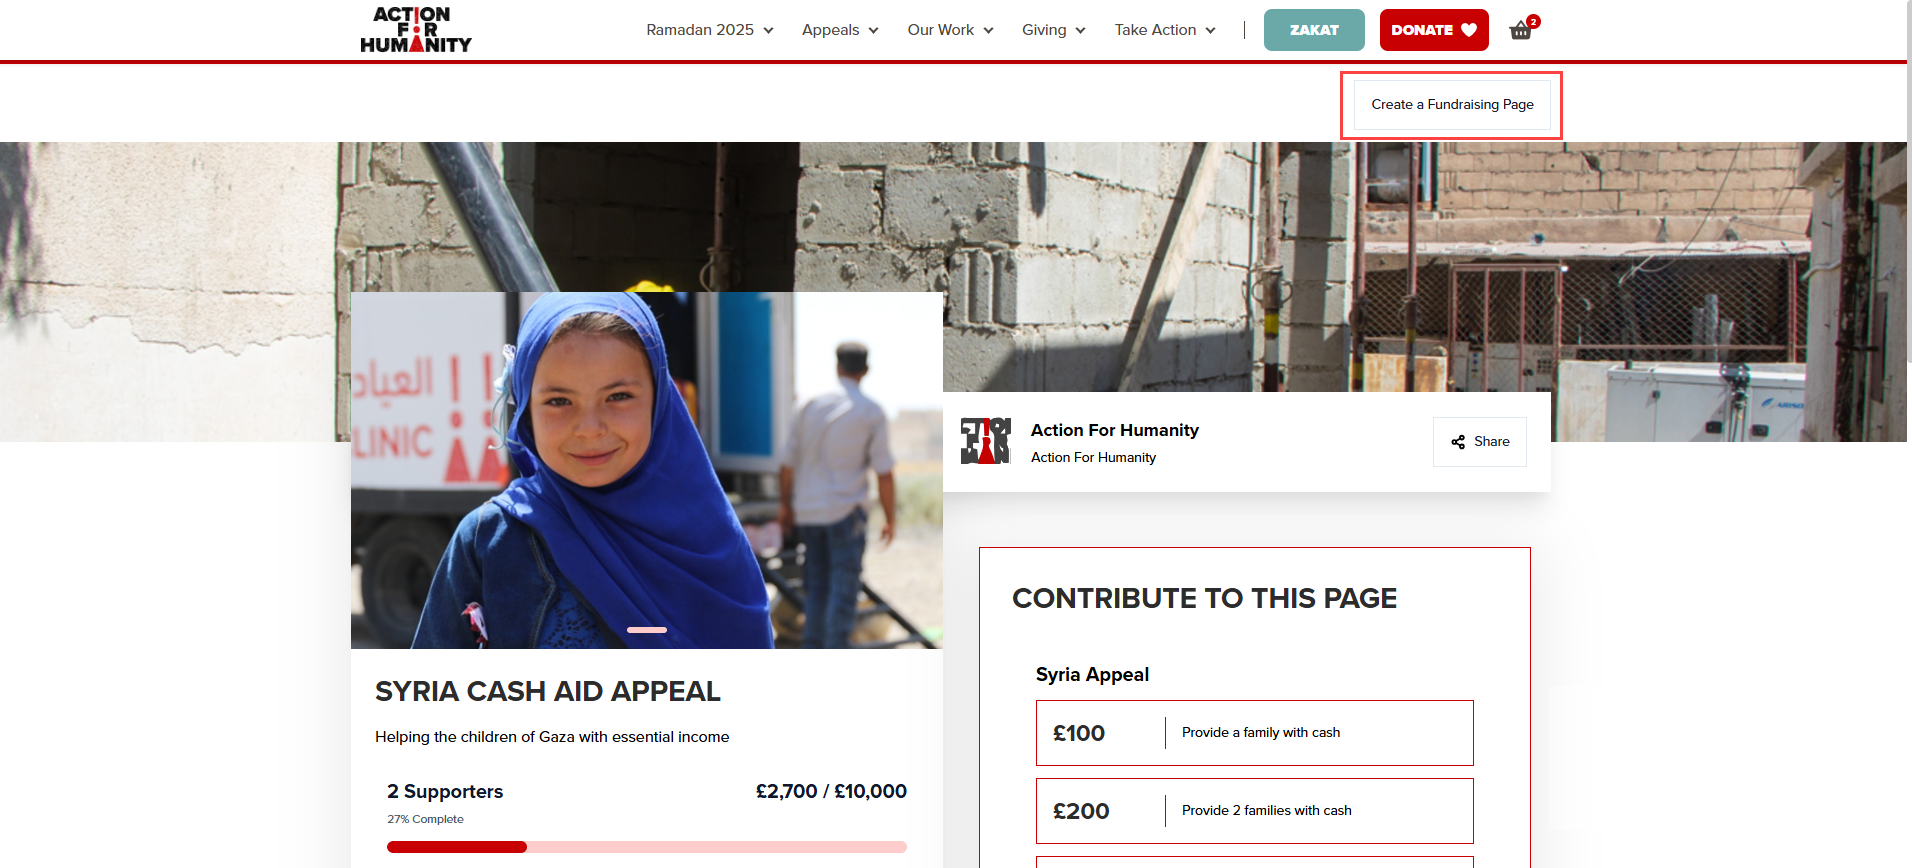 ACTION
FOR
HUMANITY
Ramadan 2025
Appeals
Our Work
Giving
Take Action
ZAKAT
DONATE
2
Create a Fundraising Page
العياد
LINIC
Action For Humanity
Action For Humanity
Share
CONTRIBUTE TO THIS PAGE
Syria Appeal
£100
Provide a family with cash
£200
Provide 2 families with cash
SYRIA CASH AID APPEAL
Helping the children of Gaza with essential income
2 Supporters
£2,700 / £10,000
27% Complete